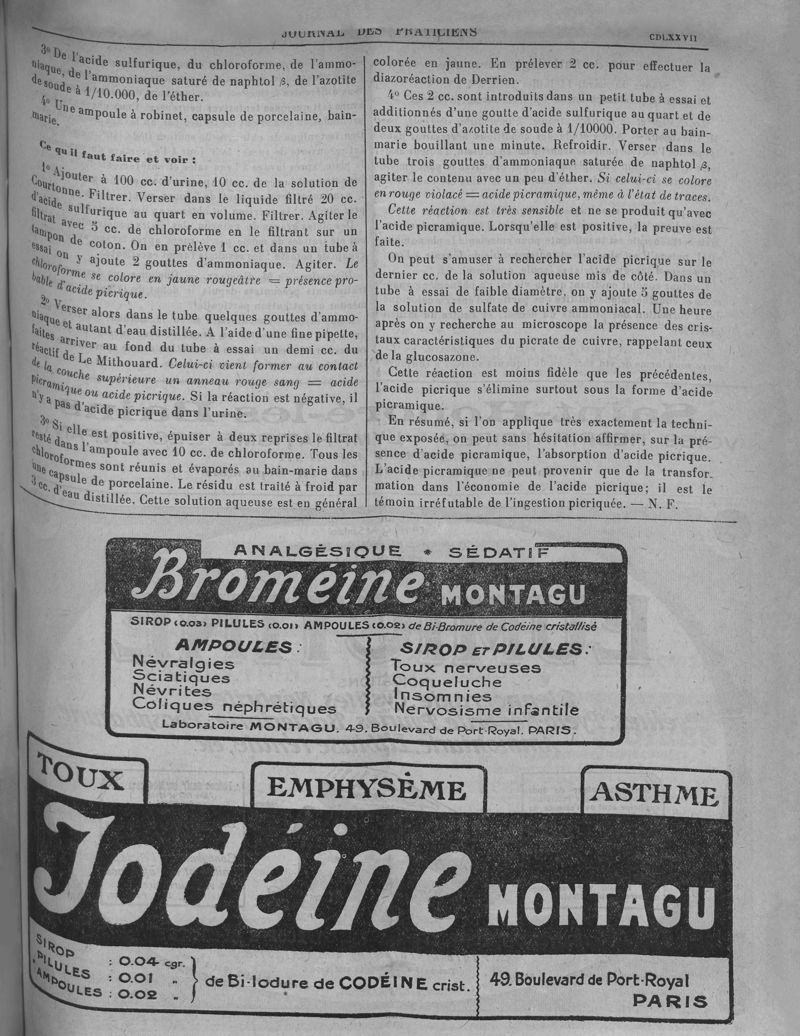 JOURNAL DES PRATICIENS
CDLXXVII
3º De l'acide sulfurique, du chloroforme, de l'ammo-
niaque, de l'ammoniaque saturé de naphtol β, de l'azotite
de soude à 1/10.000, de l'éther.
4º Une ampoule à robinet, capsule de porcelaine, bain-
marie.
Ce qu'il faut faire et voir :
1º Ajouter à 100 cc. d'urine, 10 cc. de la solution de
Courtonne. Filtrer. Verser dans le liquide filtré 20 cc.
d'acide sulfurique au quart en volume. Filtrer. Agiter le
filtrat avec 5 cc. de chloroforme en le filtrant sur un
tampon de coton. On en prélève 1 cc. et dans un tube à
essai on y ajoute 2 gouttes d'ammoniaque. Agiter. Le
chloroforme se colore en jaune rougeâtre = présence pro-
bable d'acide picrique.
2º Verser alors dans le tube quelques gouttes d'ammo-
niaque et autant d'eau distillée. A l'aide d'une fine pipette,
faites arriver au fond du tube à essai un demi cc. du
réactif de Le Mithouard. Celui-ci vient former au contact
de la couche supérieure un anneau rouge sang = acide
picramique ou acide picrique. Si la réaction est négative, il
n'y a pas d'acide picrique dans l'urine.
3º Si elle est positive, épuiser à deux reprises le filtrat
resté dans l'ampoule avec 10 cc. de chloroforme. Tous les
chloroformes sont réunis et évaporés au bain-marie dans
une capsule de porcelaine. Le résidu est traité à froid par
3 cc. d'eau distillée. Cette solution aqueuse est en général
colorée en jaune. En prélever 2 cc. pour effectuer la
diazoréaction de Derrien.
4º Ces 2 cc. sont introduits dans un petit tube à essai et
additionnés d'une goutte d'acide sulfurique au quart et de
deux gouttes d'azotite de soude à 1/10000. Porter au bain-
marie bouillant une minute. Refroidir. Verser dans le
tube trois gouttes d'ammoniaque saturée de naphtol β,
agiter le contenu avec un peu d'éther. Si celui-ci se colore
en rouge violacé = acide picramique, même à l'état de traces.
Cette réaction est très sensible et ne se produit qu'avec
l'acide picramique. Lorsqu'elle est positive, la preuve est
faite.
On peut s'amuser à rechercher l'acide picrique sur le
dernier cc. de la solution aqueuse mis de côté. Dans un
tube à essai de faible diamètre, on y ajoute 5 gouttes de
la solution de sulfate de cuivre ammoniacal. Une heure
après on y recherche au microscope la présence des cris-
taux caractéristiques du picrate de cuivre, rappelant ceux
de la glucosazone.
Cette réaction est moins fidèle que les précédentes,
l'acide picrique s'élimine surtout sous la forme d'acide
picramique.
En résumé, si l'on applique très exactement la techni-
que exposée, on peut sans hésitation affirmer, sur la pré-
sence d'acide picramique, l'absorption d'acide picrique.
L'acide picramique ne peut provenir que de la transfor-
mation dans l'économie de l'acide picrique; il est le
témoin irréfutable de l'ingestion picriquée. — N. F.
ANALGÉSIQUE * SÉDATIF
Broméine MONTAGU
SIROP (0.03) PILULES (0.01) AMPOULES (0.02) de Bi-Bromure de Codéine cristallisé
AMPOULES :
Névralgies
Sciatiques
Névrites
Coliques néphrétiques
SIROP ET PILULES :
Toux nerveuses
Coqueluche
Insomnies
Nervosisme infantile
Laboratoire MONTAGU. 49. Boulevard de Port-Royal. PARIS.
TOUX
EMPHYSÈME
ASTHME
Iodéine MONTAGU
SIROP : 0.04 cgr.
PILULES : 0.01 „
AMPOULES : 0.02 „
de Bi-Iodure de CODÉINE crist.
49. Boulevard de Port-Royal
PARIS